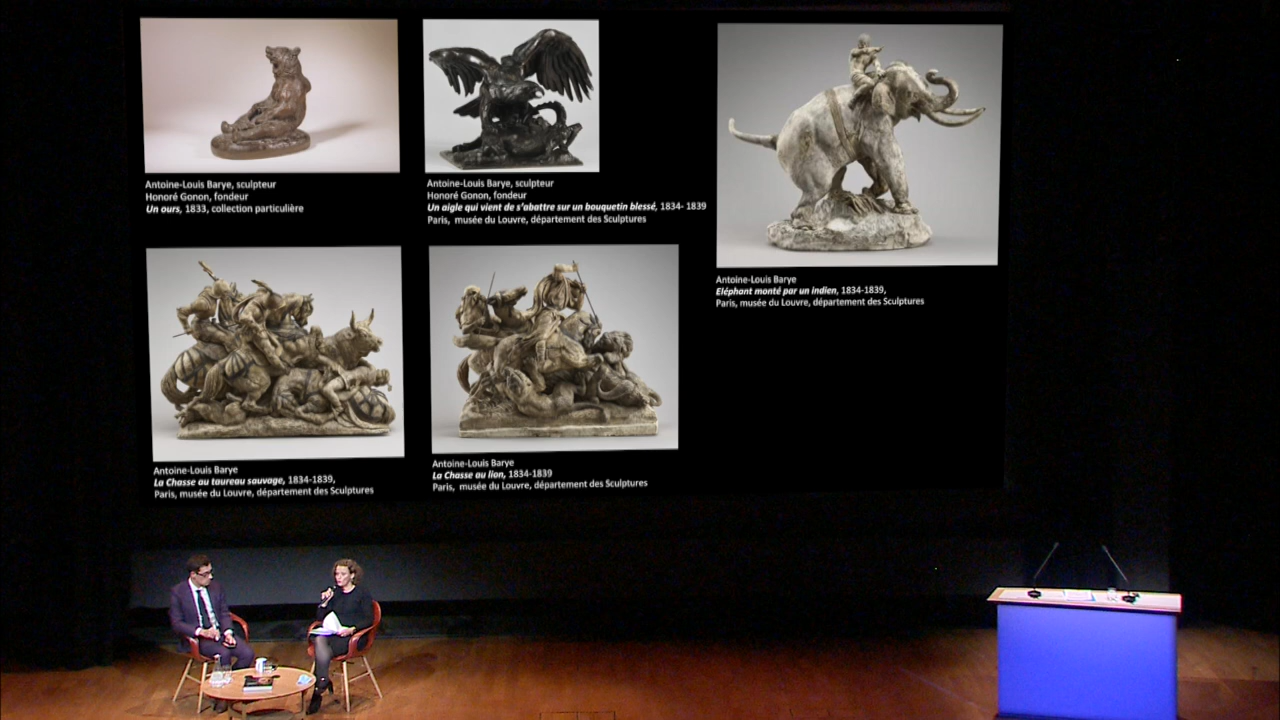 Antoine-Louis Barye, sculpteur
Honoré Gonon, fondeur
Un ours, 1833, collection particulière
Antoine-Louis Barye, sculpteur
Honoré Gonon, fondeur
Un aigle qui vient de s'abattre sur un bouquetin blessé, 1834- 1839
Paris, musée du Louvre, département des Sculptures
Antoine-Louis Barye
Eléphant monté par un indien, 1834-1839,
Paris, musée du Louvre, département des Sculptures
Antoine-Louis Barye
La Chasse au taureau sauvage, 1834-1839,
Paris, musée du Louvre, département des Sculptures
Antoine-Louis Barye
La Chasse au lion, 1834-1839
Paris, musée du Louvre, département des Sculptures